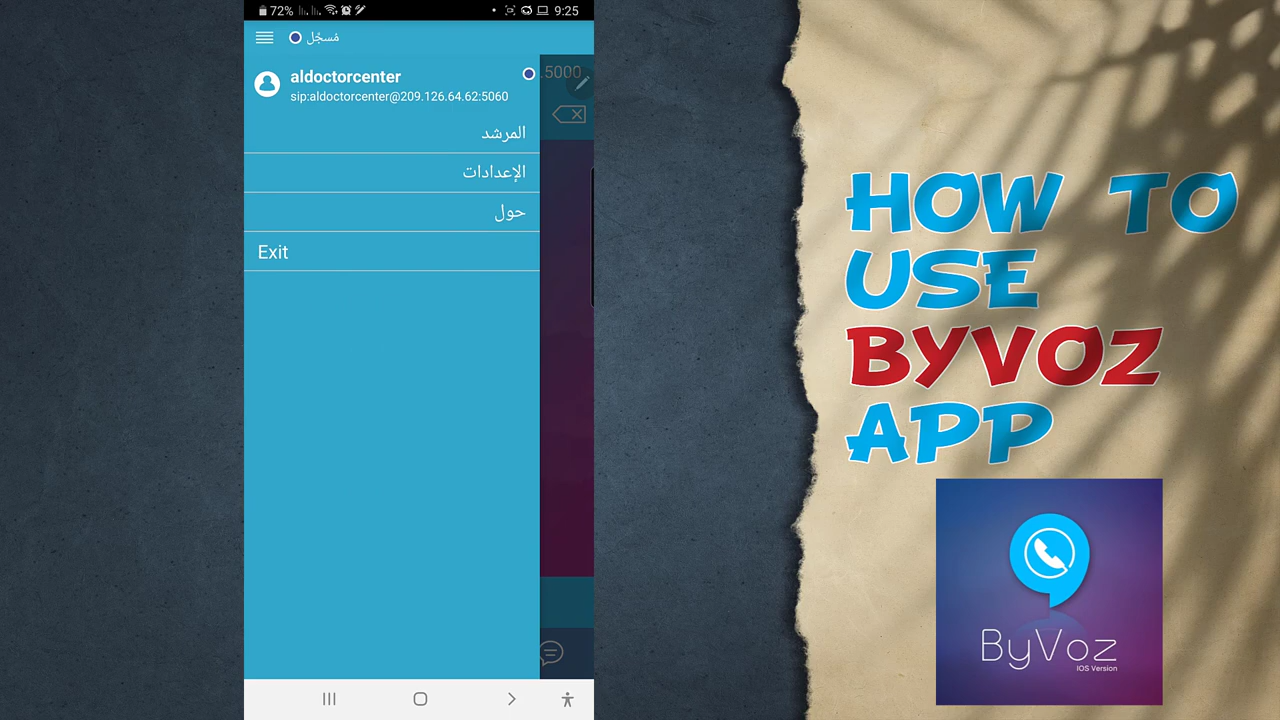 72%
9:25
مُسجّل
aldoctorcenter
.5000
sip:aldoctorcenter@209.126.64.62:5060
المرشد
الإعدادات
حول
Exit
HOW TO
USE
BYVOZ
APP
ByVoz
IOS Version